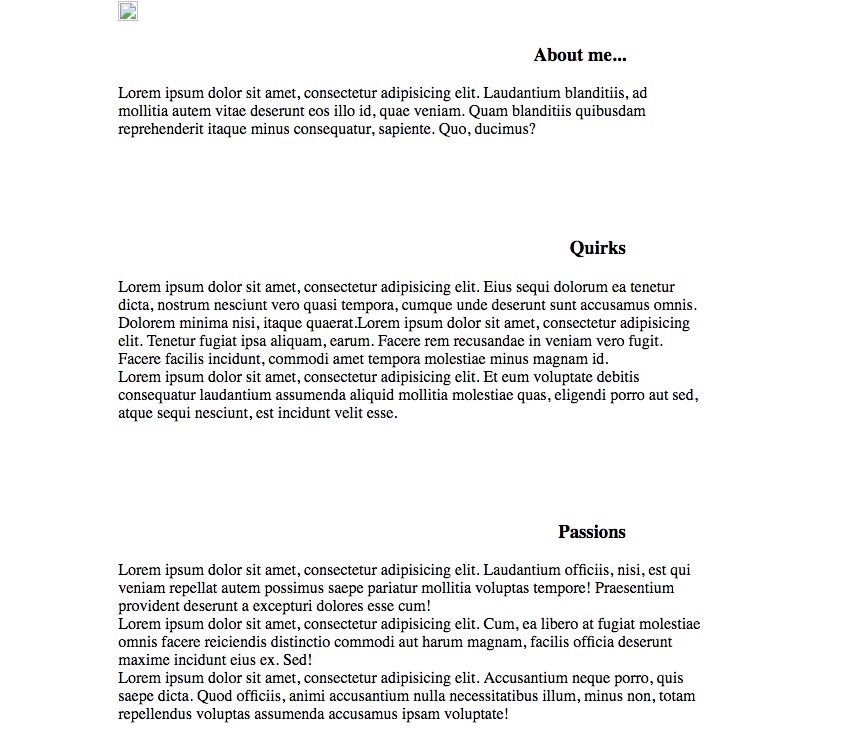 About me...
Lorem ipsum dolor sit amet, consectetur adipisicing elit. Laudantium blanditiis, ad
mollitia autem vitae deserunt eos illo id, quae veniam. Quam blanditiis quibusdam
reprehenderit itaque minus consequatur, sapiente. Quo, ducimus?
Quirks
Lorem ipsum dolor sit amet, consectetur adipisicing elit. Eius sequi dolorum ea tenetur
dicta, nostrum nesciunt vero quasi tempora, cumque unde deserunt sunt accusamus omnis.
Dolorem minima nisi, itaque quaerat.Lorem ipsum dolor sit amet, consectetur adipisicing
elit. Tenetur fugiat ipsa aliquam, earum. Facere rem recusandae in veniam vero fugit.
Facere facilis incidunt, commodi amet tempora molestiae minus magnam id.
Lorem ipsum dolor sit amet, consectetur adipisicing elit. Et eum voluptate debitis
consequatur laudantium assumenda aliquid mollitia molestiae quas, eligendi porro aut sed,
atque sequi nesciunt, est incidunt velit esse.
Passions
Lorem ipsum dolor sit amet, consectetur adipisicing elit. Laudantium officiis, nisi, est qui
veniam repellat autem possimus saepe pariatur mollitia voluptas tempore! Praesentium
provident deserunt a excepturi dolores esse cum!
Lorem ipsum dolor sit amet, consectetur adipisicing elit. Cum, ea libero at fugiat molestiae
omnis facere reiciendis distinctio commodi aut harum magnam, facilis officia deserunt
maxime incidunt eius ex. Sed!
Lorem ipsum dolor sit amet, consectetur adipisicing elit. Accusantium neque porro, quis
saepe dicta. Quod officiis, animi accusantium nulla necessitatibus illum, minus non, totam
repellendus voluptas assumenda accusamus ipsam voluptate!